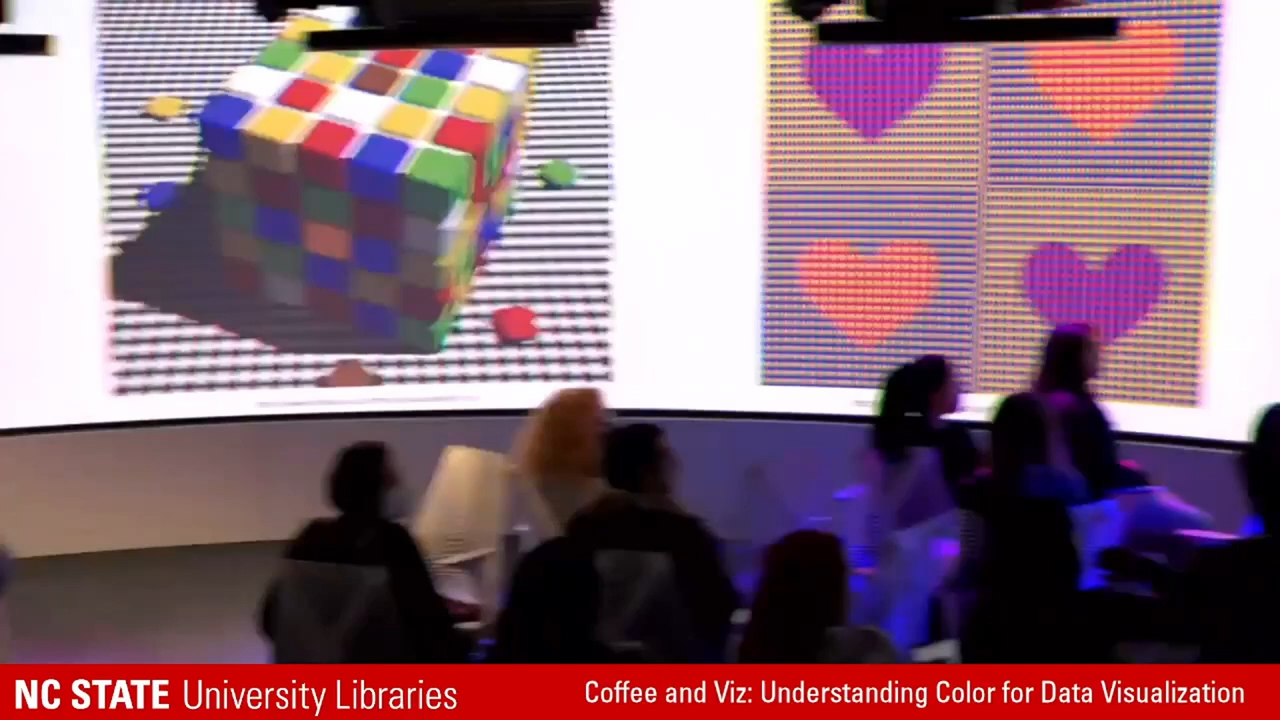 NC STATE University Libraries
Coffee and Viz: Understanding Color for Data Visualization